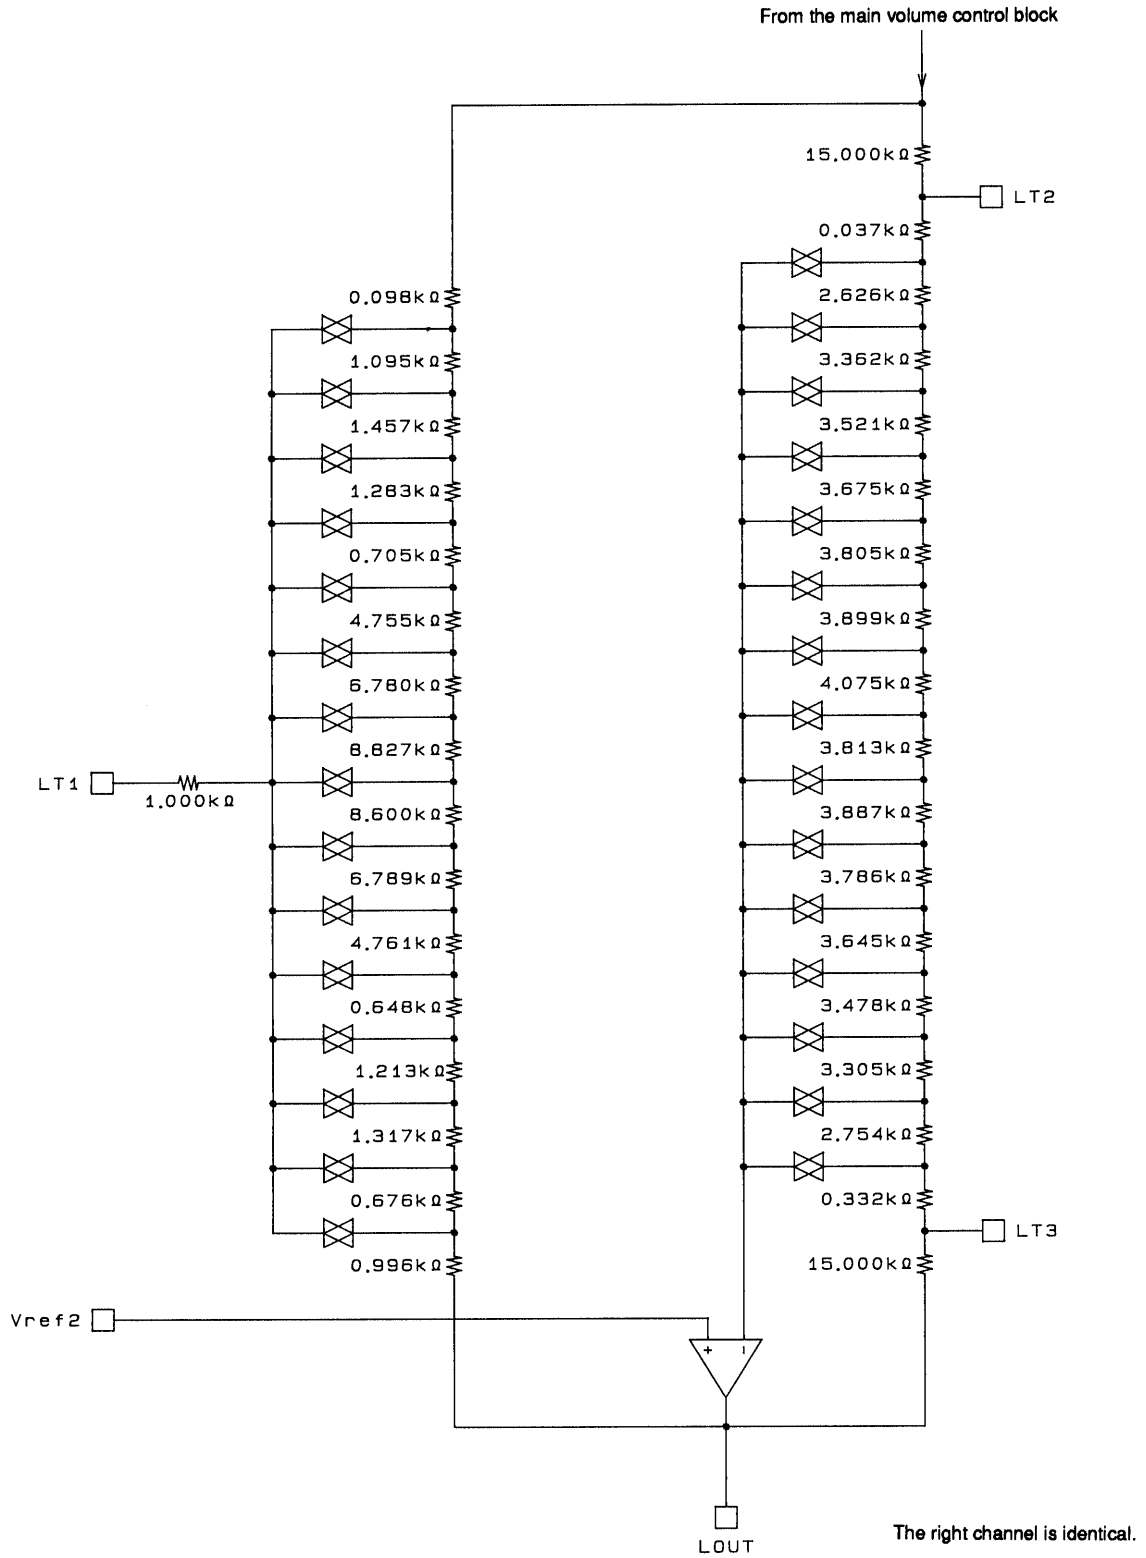 From the main volume control block
15.000kΩ
LT2
0.037kΩ
2.626kΩ
0.098kΩ
3.362kΩ
1.095kΩ
3.521kΩ
1.457kΩ
3.675kΩ
1.283kΩ
3.805kΩ
0.705kΩ
3.899kΩ
4.755kΩ
4.075kΩ
6.780kΩ
3.813kΩ
8.827kΩ
LT1
1.000kΩ
3.887kΩ
8.600kΩ
3.786kΩ
6.789kΩ
3.645kΩ
4.761kΩ
3.478kΩ
0.648kΩ
3.305kΩ
1.213kΩ
2.754kΩ
1.317kΩ
0.332kΩ
0.676kΩ
LT3
15.000kΩ
0.996kΩ
Vref2
+ −
LOUT
The right channel is identical.